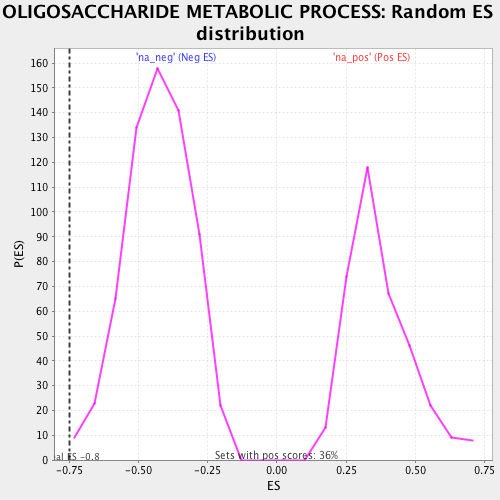 OLIGOSACCHARIDE METABOLIC PROCESS: Random ES
distribution
'na_neg' (Neg ES) 'na_pos' (Pos ES)
160
150
140
130
120
110
100
90
80
70
60
50
40
30
20
10
0
P(ES)
al ES -0.8
Sets with pos scores: 36%
-0.75 -0.50 -0.25 0.00 0.25 0.50 0.75
ES